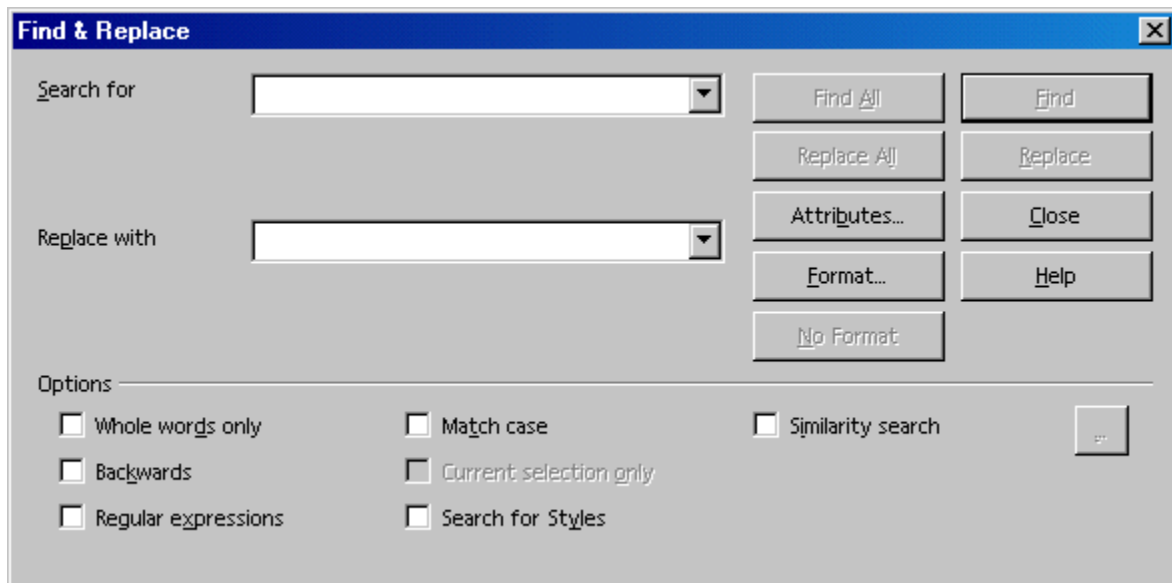 Find & Replace
Search for
Find All
Find
Replace All
Replace
Replace with
Attributes...
Close
Format...
Help
No Format
Options
Whole words only
Match case
Similarity search
...
Backwards
Current selection only
Regular expressions
Search for Styles